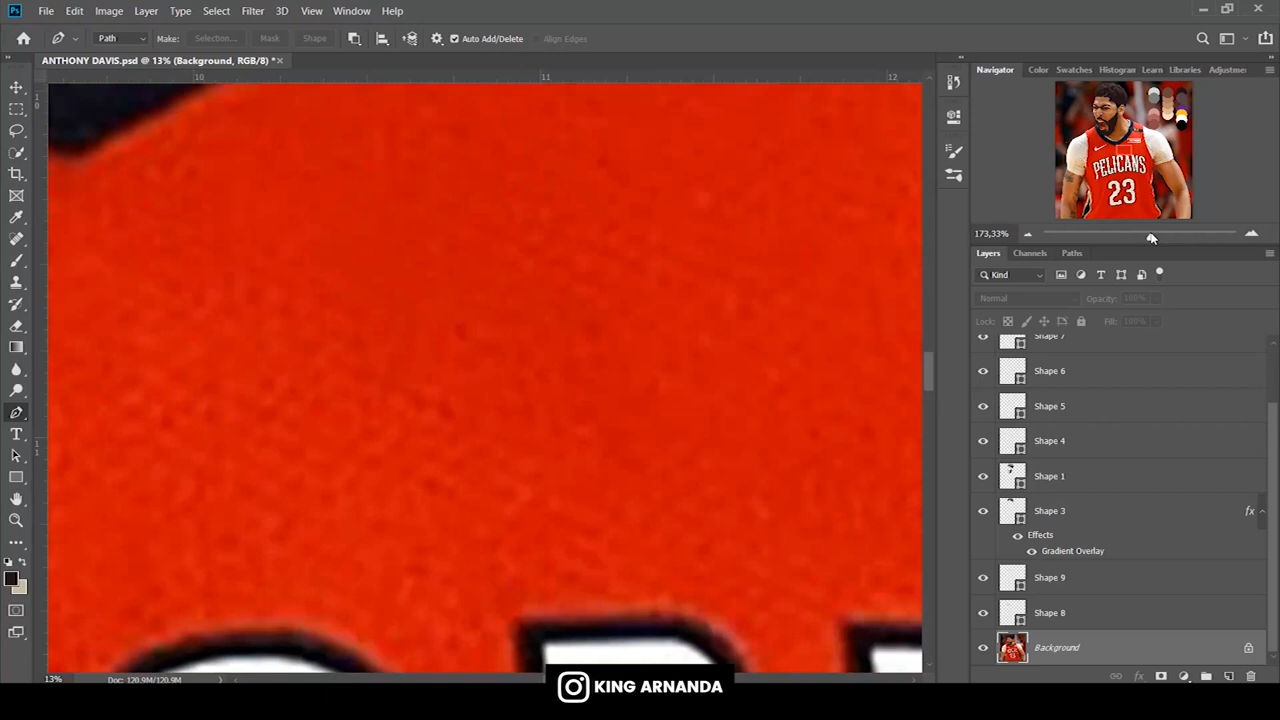 Ps File Edit Image Layer Type Select Filter 3D View Window Help
Path Make: Selection... Mask Shape Auto Add/Delete Align Edges
ANTHONY DAVIS.psd @ 13% (Background, RGB/8) *
10 11 12
Navigator Color Swatches Histogran Learn Libraries Adjustme
PELICANS
23
173,33%
Layers Channels Paths
Kind
Normal Opacity: 100%
Lock: Fill: 100%
Shape 7
Shape 6
Shape 5
Shape 4
Shape 1
Shape 3 fx
Effects
Gradient Overlay
Shape 9
Shape 8
Background
13% Doc: 120.9M/120.9M
KING ARNANDA